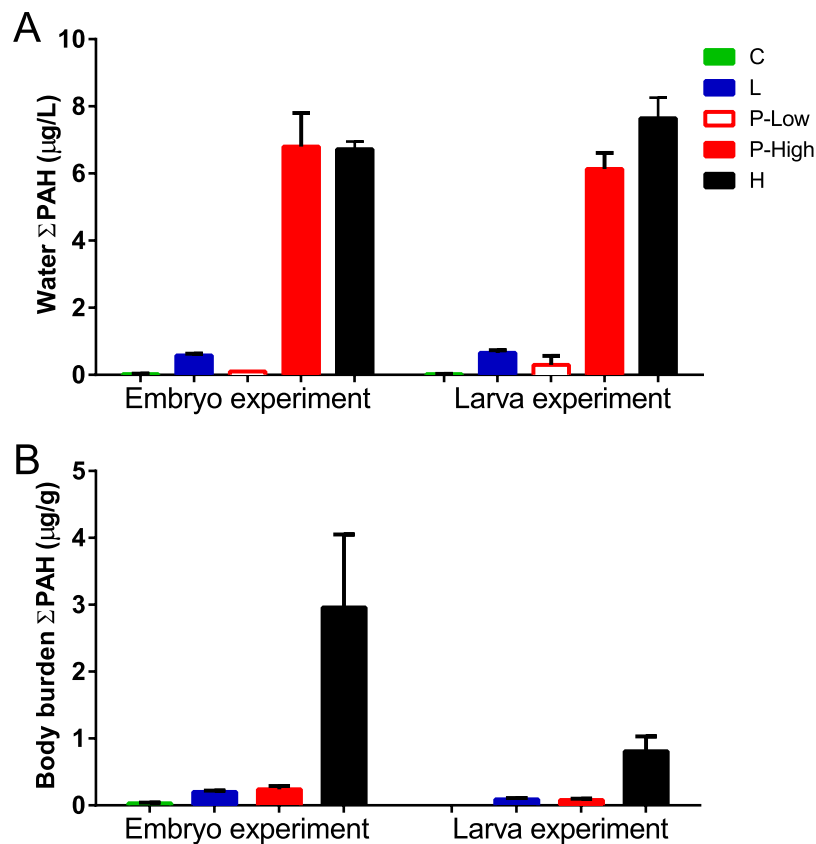 A
Water ΣPAH (μg/L)
10
8
6
4
2
0
Embryo experiment
Larva experiment
C
L
P-Low
P-High
H
B
Body burden ΣPAH (μg/g)
5
4
3
2
1
0
Embryo experiment
Larva experiment